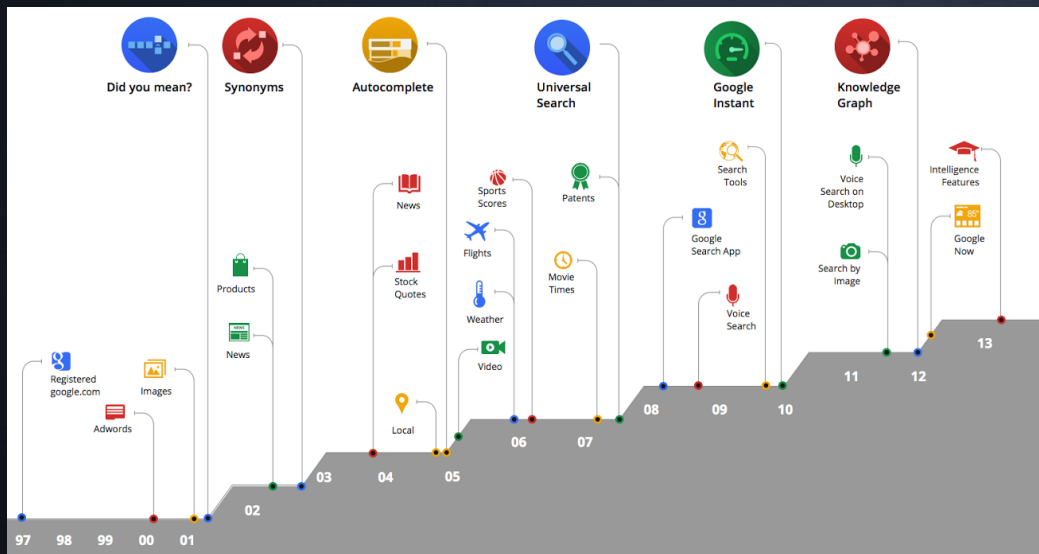 Did you mean?
Synonyms
Autocomplete
Universal
Search
Google
Instant
Knowledge
Graph
Search
Tools
Intelligence
Features
Voice
Search on
Desktop
News
Sports
Scores
Patents
Google
Search App
Google
Now
85°
Flights
Movie
Times
Search by
Image
Products
Stock
Quotes
Weather
Voice
Search
NEWS
News
Video
Registered
google.com
Images
Adwords
Local
97
98
99
00
01
02
03
04
05
06
07
08
09
10
11
12
13